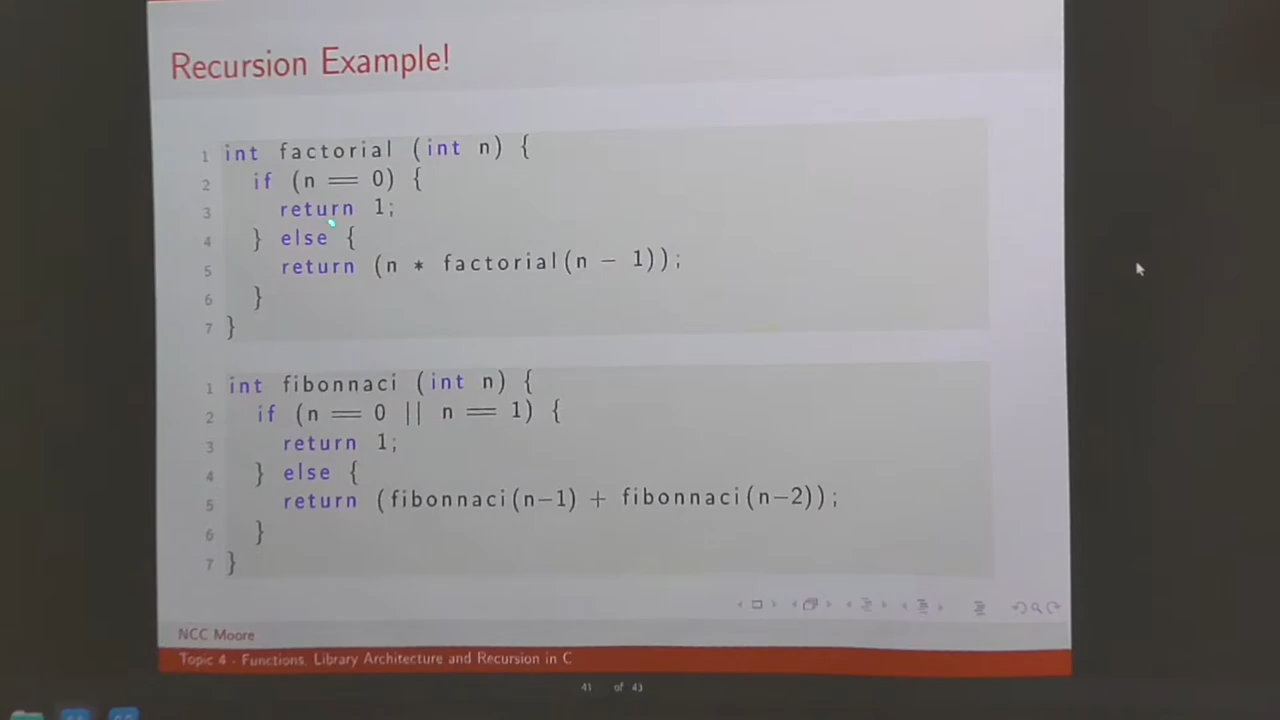 Recursion Example!
1 int factorial (int n) {
2 if (n == 0) {
3 return 1;
4 } else {
5 return (n * factorial(n − 1));
6 }
7 }
1 int fibonnaci (int n) {
2 if (n == 0 || n == 1) {
3 return 1;
4 } else {
5 return (fibonnaci(n−1) + fibonnaci(n−2));
6 }
7 }
NCC Moore
Topic 4 - Functions, Library Architecture and Recursion in C
41 of 43